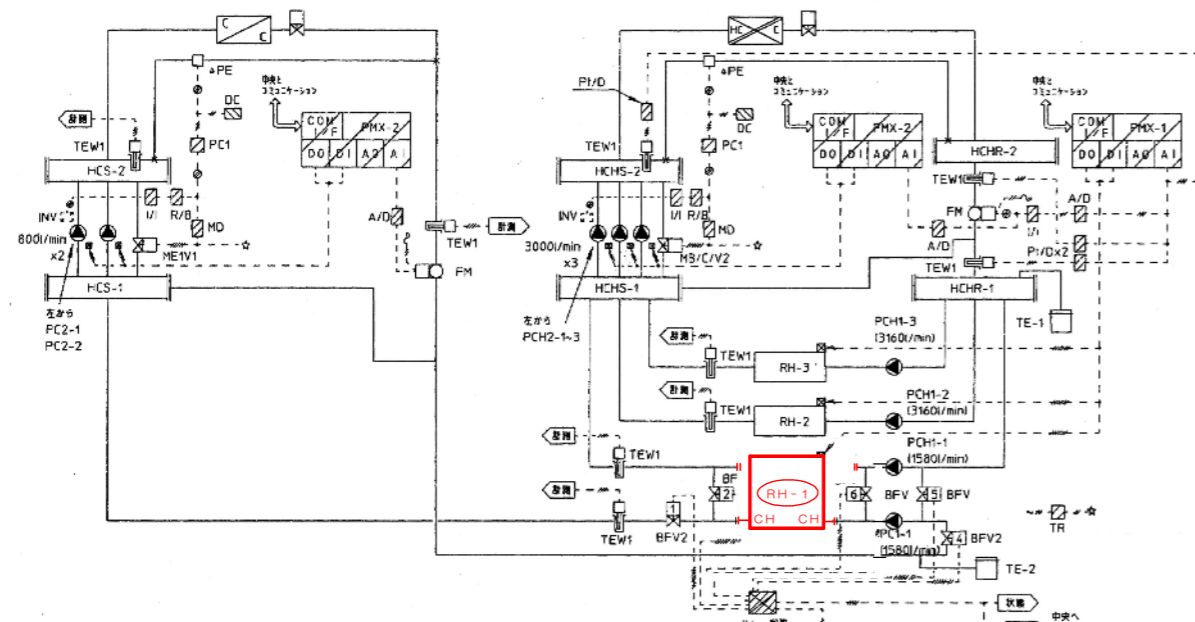 C
C
PE
DC
PC1
中央と
コミュニケーション
COM
I/F
PMX-2
DO
DI
AO
AI
計測
TEW1
HCS-2
I/I
R/B
INV
MD
800l/min
x2
ME1V1
A/D
TEW1
計測
FM
HCS-1
左から
PC2-1
PC2-2
HC
C
PE
Pt/D
DC
PC1
TEW1
HCHS-2
I/I
R/B
INV
MD
3000l/min
x3
MB/C/V2
HCHS-1
左から
PCH2-1~3
中央と
コミュニケーション
COM
I/F
PMX-2
DO
DI
AO
AI
中央と
コミュニケーション
COM
I/F
PMX-1
DO
DI
AO
AI
HCHR-2
TEW1
FM
A/D
I/I
A/D
Pt/Dx2
TEW1
HCHR-1
TE-1
計測
TEW1
RH-3
PCH1-3
(3160l/min)
計測
TEW1
RH-2
PCH1-2
(3160l/min)
計測
TEW1
BF
2
RH-1
CH
CH
PCH1-1
(1580l/min)
6
BFV
5
BFV
計測
TEW1
1
BFV2
PC1-1
(1580l/min)
4
BFV2
TE-2
TR
状態
中央へ